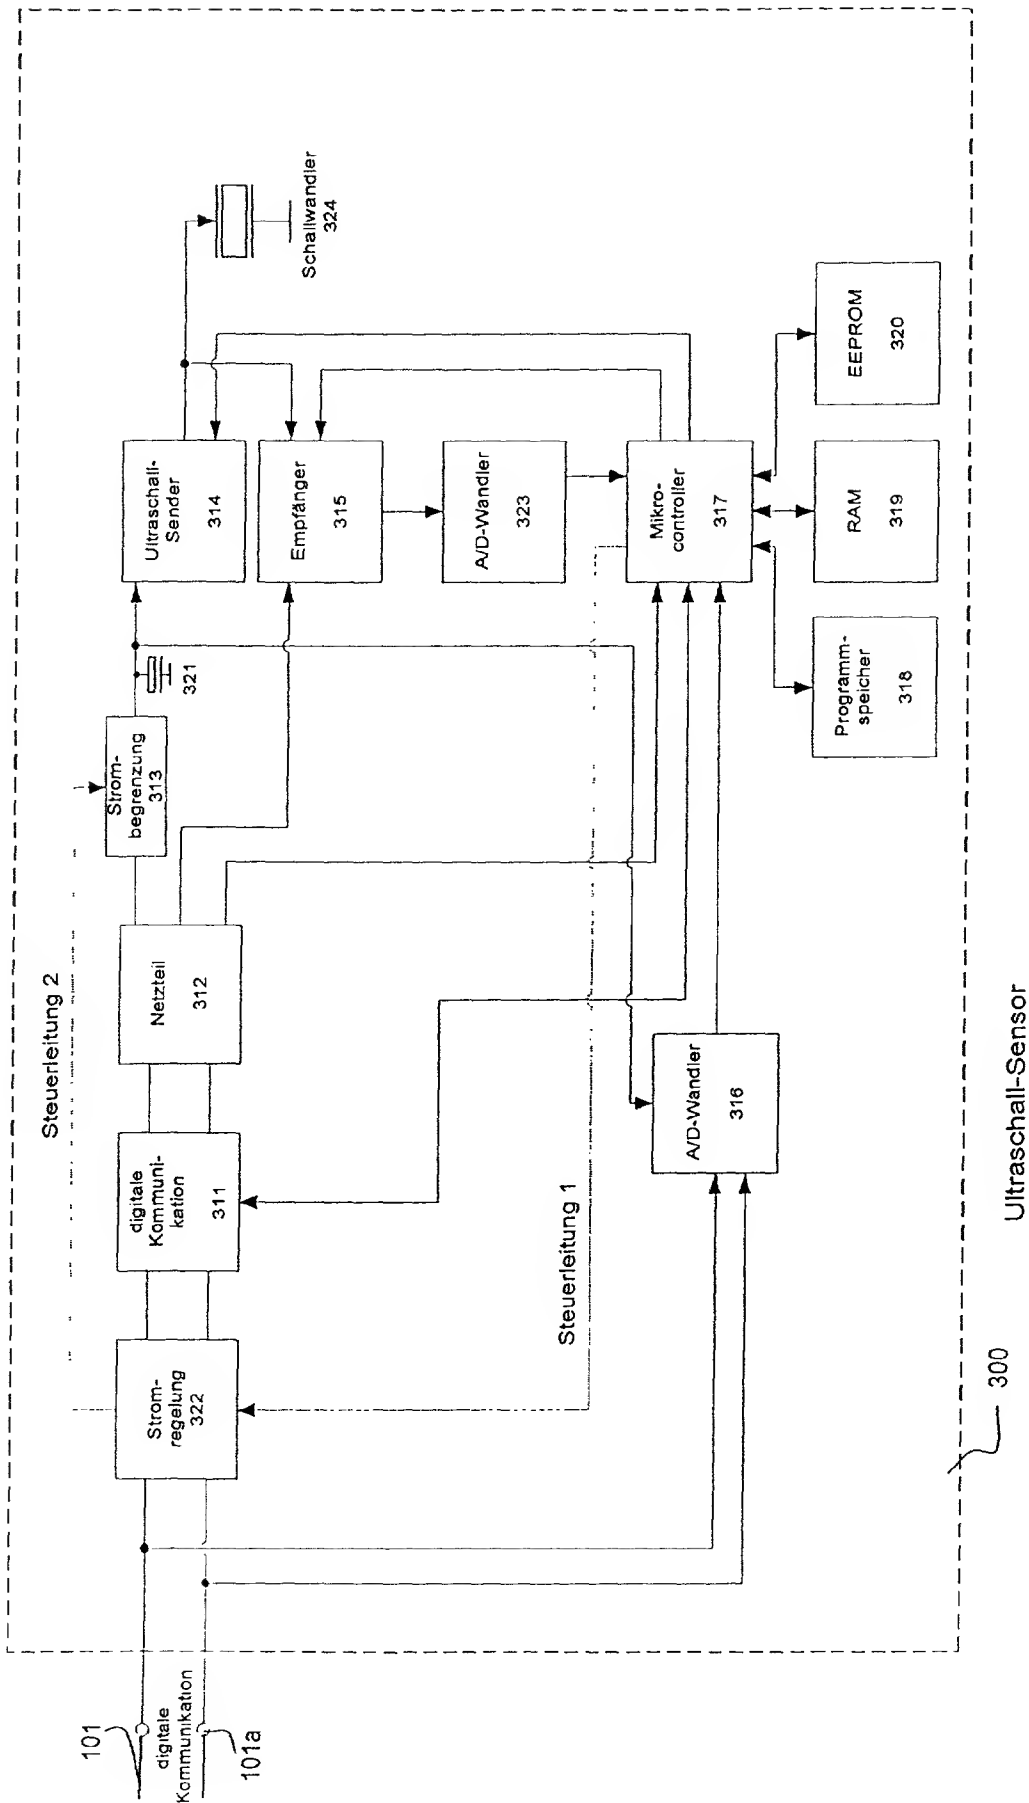 Steuerleitung 2
101
digitale
Kommunikation
101a
Strom-
regelung
322
digitale
Kommuni-
kation
311
Netzteil
312
Strom-
begrenzung
313
321
Ultraschall-
Sender
314
Schallwandler
324
Empfänger
315
A/D-Wandler
323
Steuerleitung 1
A/D-Wandler
316
Mikro-
controller
317
Programm-
speicher
318
RAM
319
EEPROM
320
300
Ultraschall-Sensor